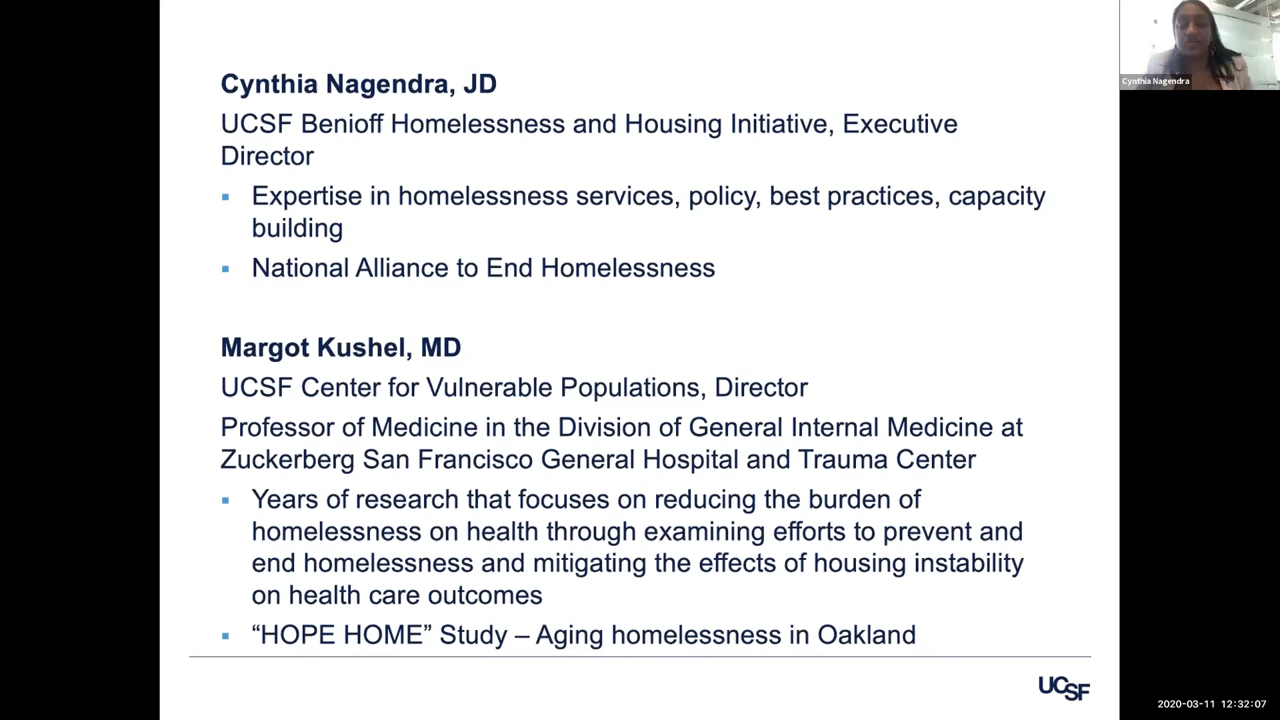 Cynthia Nagendra, JD
UCSF Benioff Homelessness and Housing Initiative, Executive
Director
▪ Expertise in homelessness services, policy, best practices, capacity
building
▪ National Alliance to End Homelessness
Margot Kushel, MD
UCSF Center for Vulnerable Populations, Director
Professor of Medicine in the Division of General Internal Medicine at
Zuckerberg San Francisco General Hospital and Trauma Center
▪ Years of research that focuses on reducing the burden of
homelessness on health through examining efforts to prevent and
end homelessness and mitigating the effects of housing instability
on health care outcomes
▪ “HOPE HOME” Study – Aging homelessness in Oakland
UCSF
Cynthia Nagendra
2020-03-11 12:32:07